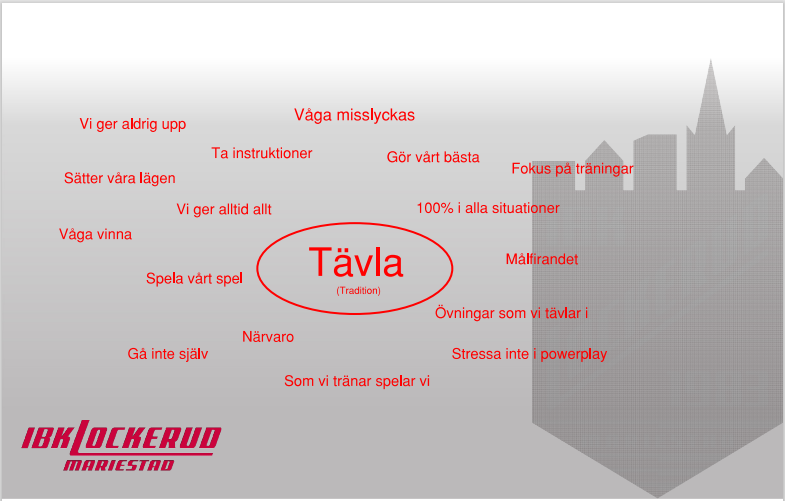 Våga misslyckas
Vi ger aldrig upp
Ta instruktioner
Gör vårt bästa
Fokus på träningar
Sätter våra lägen
Vi ger alltid allt
100% i alla situationer
Våga vinna
Tävla
(Tradition)
Målfirandet
Spela vårt spel
Övningar som vi tävlar i
Närvaro
Gå inte själv
Stressa inte i powerplay
Som vi tränar spelar vi
IBK LOCKERUD
MARIESTAD